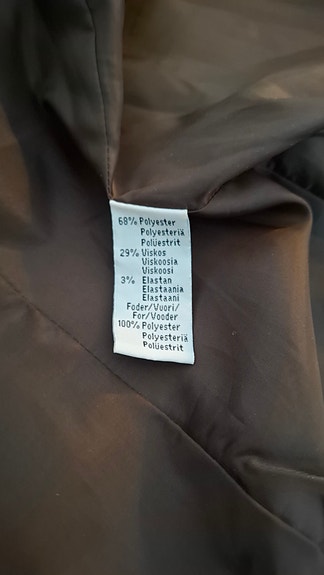 68% Polyester
Polyesteriä
Polüestrit
29% Viskos
Viskoosia
Viskoosi
3% Elastan
Elastaania
Elastaani
Foder/Vuori/
For/Vooder
100% Polyester
Polyesteriä
Polüestrit